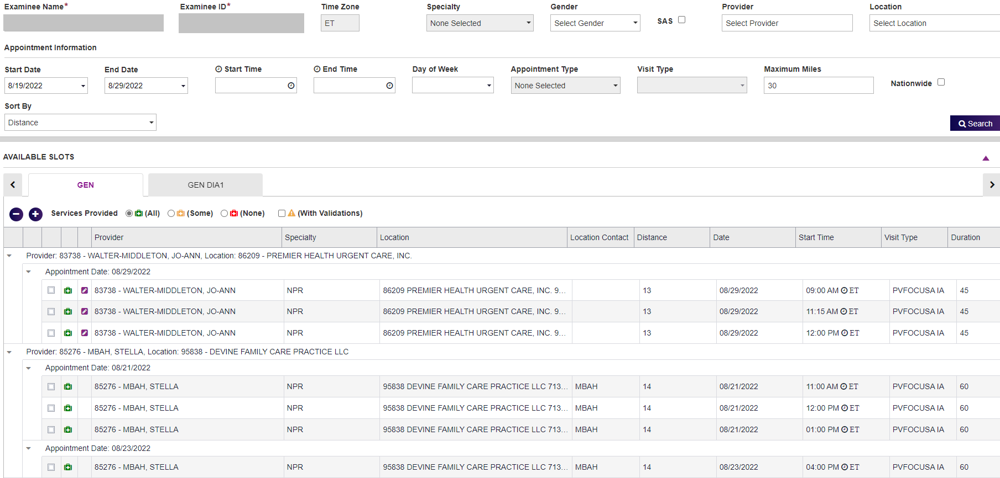 Examinee Name* Examinee ID* Time Zone Specialty Gender SAS Provider Location
ET None Selected Select Gender Select Provider Select Location
Appointment Information
Start Date End Date Start Time End Time Day of Week Appointment Type Visit Type Maximum Miles Nationwide
8/19/2022 8/29/2022 None Selected 30
Sort By
Distance
Search
AVAILABLE SLOTS
GEN GEN DIA1
Services Provided (All) (Some) (None) (With Validations)
Provider Specialty Location Location Contact Distance Date Start Time Visit Type Duration
Provider: 83738 - WALTER-MIDDLETON, JO-ANN, Location: 86209 - PREMIER HEALTH URGENT CARE, INC.
Appointment Date: 08/29/2022
83738 - WALTER-MIDDLETON, JO-ANN NPR 86209 PREMIER HEALTH URGENT CARE, INC. 9... 13 08/29/2022 09:00 AM ET PVFOCUSA IA 45
83738 - WALTER-MIDDLETON, JO-ANN NPR 86209 PREMIER HEALTH URGENT CARE, INC. 9... 13 08/29/2022 11:15 AM ET PVFOCUSA IA 45
83738 - WALTER-MIDDLETON, JO-ANN NPR 86209 PREMIER HEALTH URGENT CARE, INC. 9... 13 08/29/2022 12:00 PM ET PVFOCUSA IA 45
Provider: 85276 - MBAH, STELLA, Location: 95838 - DEVINE FAMILY CARE PRACTICE LLC
Appointment Date: 08/21/2022
85276 - MBAH, STELLA NPR 95838 DEVINE FAMILY CARE PRACTICE LLC 713... MBAH 14 08/21/2022 11:00 AM ET PVFOCUSA IA 60
85276 - MBAH, STELLA NPR 95838 DEVINE FAMILY CARE PRACTICE LLC 713... MBAH 14 08/21/2022 12:00 PM ET PVFOCUSA IA 60
85276 - MBAH, STELLA NPR 95838 DEVINE FAMILY CARE PRACTICE LLC 713... MBAH 14 08/21/2022 01:00 PM ET PVFOCUSA IA 60
Appointment Date: 08/23/2022
85276 - MBAH, STELLA NPR 95838 DEVINE FAMILY CARE PRACTICE LLC 713... MBAH 14 08/23/2022 04:00 PM ET PVFOCUSA IA 60